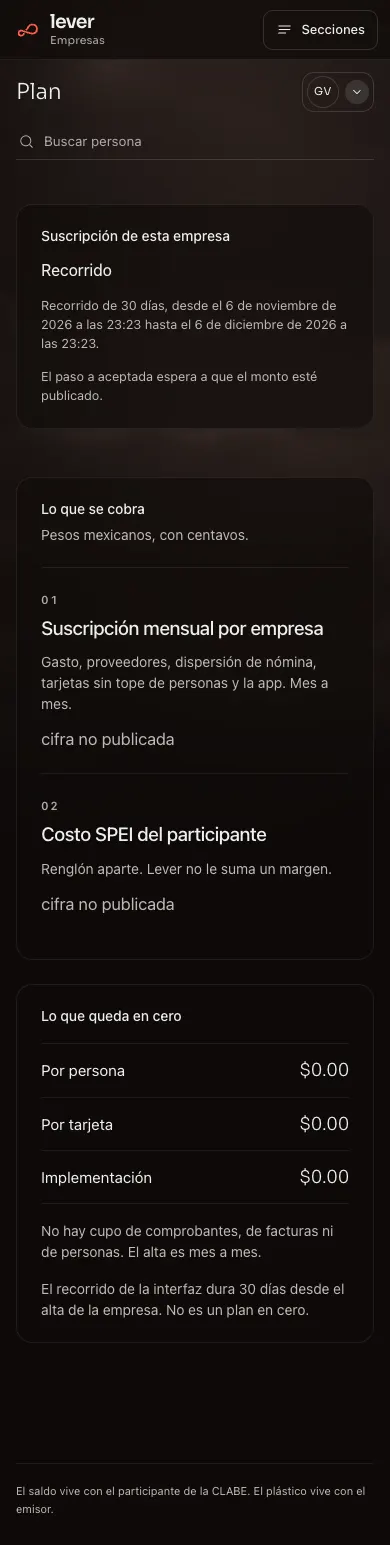 lever
Empresas
Secciones
Plan
GV
Buscar persona
Suscripción de esta empresa
Recorrido
Recorrido de 30 días, desde el 6 de noviembre de
2026 a las 23:23 hasta el 6 de diciembre de 2026 a
las 23:23.
El paso a aceptada espera a que el monto esté
publicado.
Lo que se cobra
Pesos mexicanos, con centavos.
01
Suscripción mensual por empresa
Gasto, proveedores, dispersión de nómina,
tarjetas sin tope de personas y la app. Mes a
mes.
cifra no publicada
02
Costo SPEI del participante
Renglón aparte. Lever no le suma un margen.
cifra no publicada
Lo que queda en cero
Por persona $0.00
Por tarjeta $0.00
Implementación $0.00
No hay cupo de comprobantes, de facturas ni
de personas. El alta es mes a mes.
El recorrido de la interfaz dura 30 días desde el
alta de la empresa. No es un plan en cero.
El saldo vive con el participante de la CLABE. El plástico vive con el
emisor.